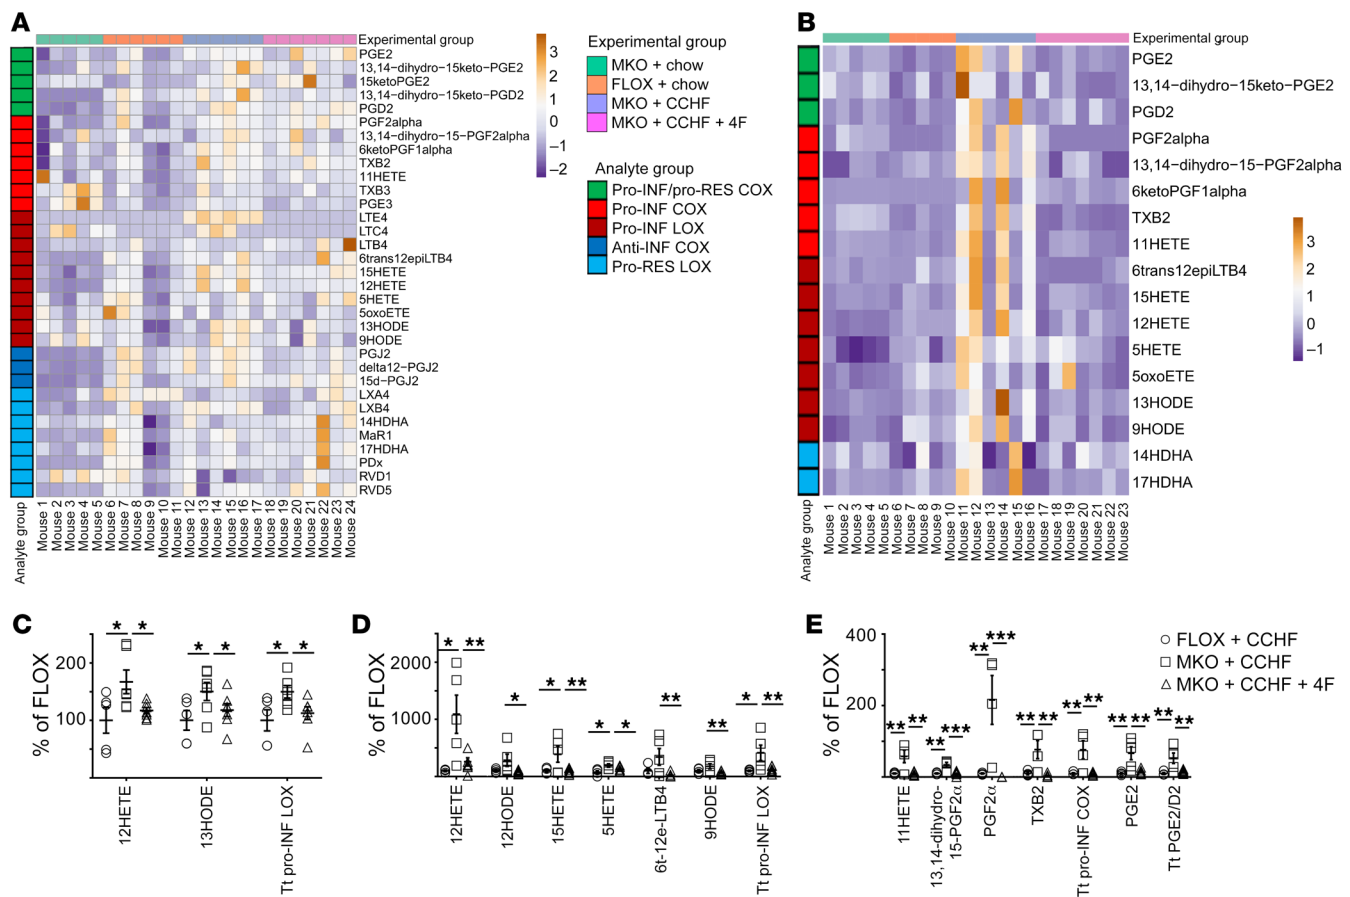 A
Experimental group
PGE2
13,14−dihydro−15keto−PGE2
15ketoPGE2
13,14−dihydro−15keto−PGD2
PGD2
PGF2alpha
13,14−dihydro−15−PGF2alpha
6ketoPGF1alpha
TXB2
11HETE
TXB3
PGE3
LTE4
LTC4
LTB4
6trans12epiLTB4
15HETE
12HETE
5HETE
5oxoETE
13HODE
9HODE
PGJ2
delta12−PGJ2
15d−PGJ2
LXA4
LXB4
14HDHA
MaR1
17HDHA
PDx
RVD1
RVD5
Analyte group
Mouse 1
Mouse 2
Mouse 3
Mouse 4
Mouse 5
Mouse 6
Mouse 7
Mouse 8
Mouse 9
Mouse 10
Mouse 11
Mouse 12
Mouse 13
Mouse 14
Mouse 15
Mouse 16
Mouse 17
Mouse 18
Mouse 19
Mouse 20
Mouse 21
Mouse 22
Mouse 23
Mouse 24
3
2
1
0
−1
−2
Experimental group
MKO + chow
FLOX + chow
MKO + CCHF
MKO + CCHF + 4F
Analyte group
Pro-INF/pro-RES COX
Pro-INF COX
Pro-INF LOX
Anti-INF COX
Pro-RES LOX
B
Experimental group
PGE2
13,14−dihydro−15keto−PGE2
PGD2
PGF2alpha
13,14−dihydro−15−PGF2alpha
6ketoPGF1alpha
TXB2
11HETE
6trans12epiLTB4
15HETE
12HETE
5HETE
5oxoETE
13HODE
9HODE
14HDHA
17HDHA
Analyte group
Mouse 1
Mouse 2
Mouse 3
Mouse 4
Mouse 5
Mouse 6
Mouse 7
Mouse 8
Mouse 9
Mouse 10
Mouse 11
Mouse 12
Mouse 13
Mouse 14
Mouse 15
Mouse 16
Mouse 17
Mouse 18
Mouse 19
Mouse 20
Mouse 21
Mouse 22
Mouse 23
3
2
1
0
−1
C
% of FLOX
200
100
* *
* *
* *
12HETE
13HODE
Tt pro-INF LOX
D
% of FLOX
2000
1000
* **
*
* **
* *
**
**
* **
12HETE
12HODE
15HETE
5HETE
6t-12e-LTB4
9HODE
Tt pro-INF LOX
E
% of FLOX
400
200
0
** **
** ***
** ***
** **
** **
** **
** **
11HETE
13,14-dihydro-
15-PGF2α
PGF2α
TXB2
Tt pro-INF COX
PGE2
Tt PGE2/D2
FLOX + CCHF
MKO + CCHF
MKO + CCHF + 4F